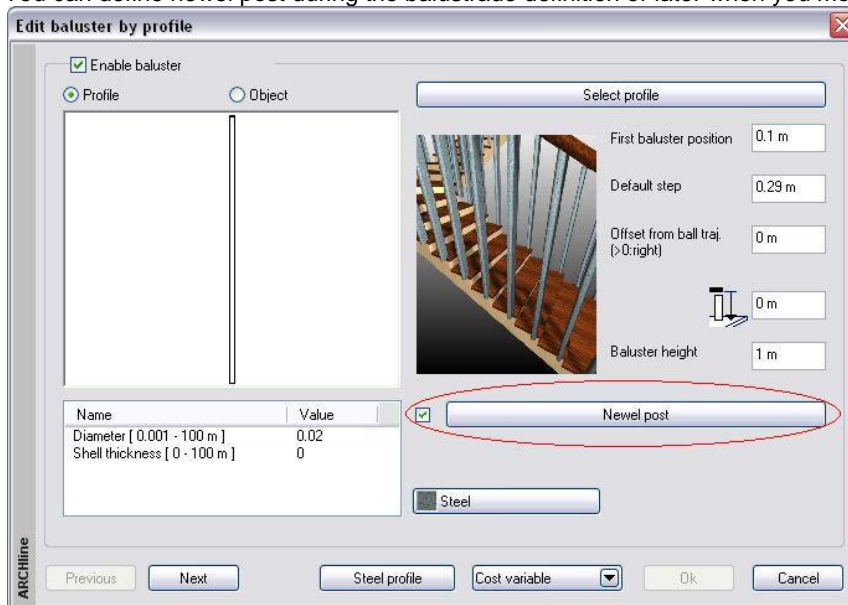 You can define newel post during the balustrade definition or later when you
Edit baluster by profile
Enable baluster
Profile
Object
Select profile
First baluster position 0.1 m
Default step 0.29 m
Offset from ball traj. (>0:right) 0 m
0 m
Baluster height 1 m
Name Value
Diameter [ 0.001 - 100 m ] 0.02
Shell thickness [ 0 - 100 m ] 0
Newel post
Steel
ARCHline
Previous Next Steel profile Cost variable Ok Cancel